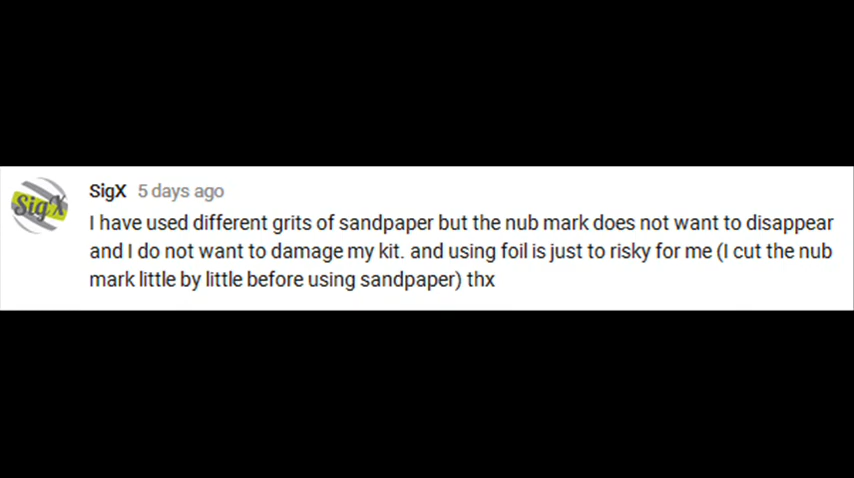 SigX
SigX 5 days ago
I have used different grits of sandpaper but the nub mark does not want to disappear
and I do not want to damage my kit. and using foil is just to risky for me (I cut the nub
mark little by little before using sandpaper) thx